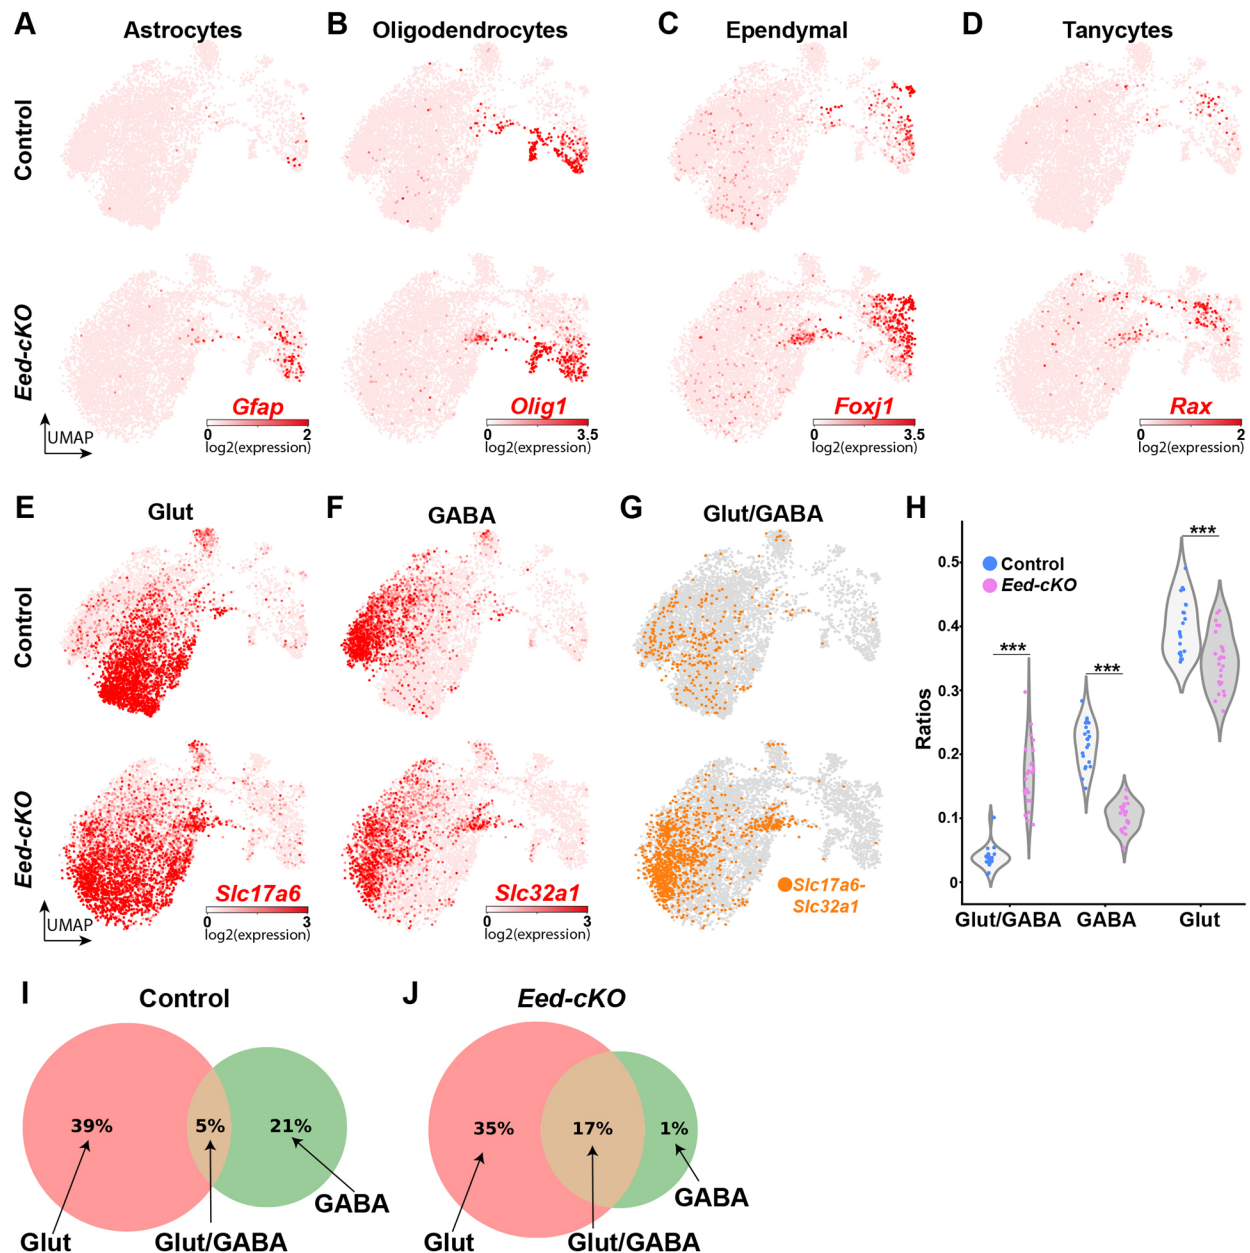 A
Astrocytes
B
Oligodendrocytes
C
Ependymal
D
Tanycytes
Control
Eed-cKO
UMAP
Gfap
0 2
log2(expression)
Olig1
0 3.5
log2(expression)
Foxj1
0 3.5
log2(expression)
Rax
0 2
log2(expression)
E
Glut
F
GABA
G
Glut/GABA
H
Control
Eed-cKO
UMAP
Slc17a6
0 3
log2(expression)
Slc32a1
0 3
log2(expression)
Slc17a6-
Slc32a1
Ratios
0.5
0.4
0.3
0.2
0.1
0
Control
Eed-cKO
***
***
***
Glut/GABA
GABA
Glut
I
Control
39%
5%
21%
Glut
Glut/GABA
GABA
J
Eed-cKO
35%
17%
1%
Glut
Glut/GABA
GABA